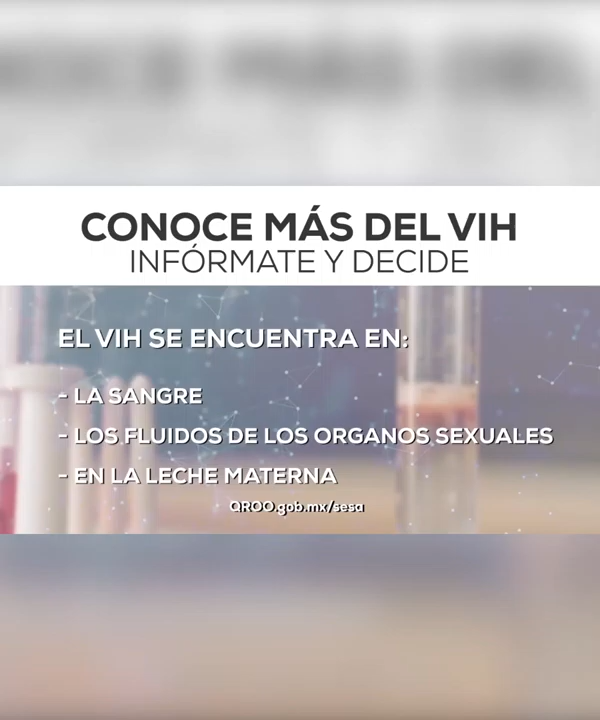 CONOCE MÁS DEL VIH
INFÓRMATE Y DECIDE
EL VIH SE ENCUENTRA EN:
- LA SANGRE
- LOS FLUIDOS DE LOS ORGANOS SEXUALES
- EN LA LECHE MATERNA
QROO.gob.mx/sesa